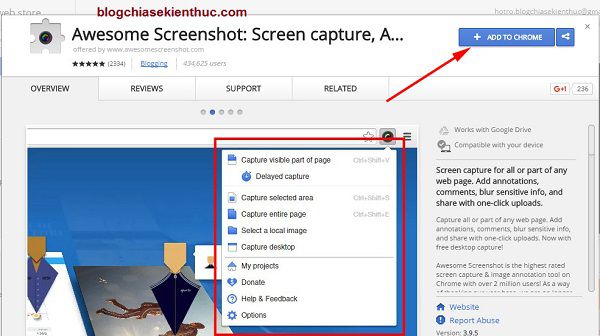 blogchiasekienthuc.com
web store
hotro.blogchiasekienthuc@gma
Awesome Screenshot: Screen capture, A...
offered by www.awesomescreenshot.com
(2334) Blogging 434,625 users
ADD TO CHROME
OVERVIEW REVIEWS SUPPORT RELATED
G+1 236
Capture visible part of page Ctrl+Shift+V
Delayed capture
Capture selected area Ctrl+Shift+S
Capture entire page Ctrl+Shift+E
Select a local image
Capture desktop
My projects
Donate
Help & Feedback
Options
Works with Google Drive
Compatible with your device
Screen capture for all or part of any
web page. Add annotations,
comments, blur sensitive info, and
share with one-click uploads.
Capture all or part of any web page. Add
annotations, comments, blur sensitive
info, and share with one-click uploads. Now with
free desktop capture!
Awesome Screenshot is the highest rated
screen capture & image annotation tool on
Chrome with over 2 million users! As a way
Website
Report Abuse
Version: 3.9.5